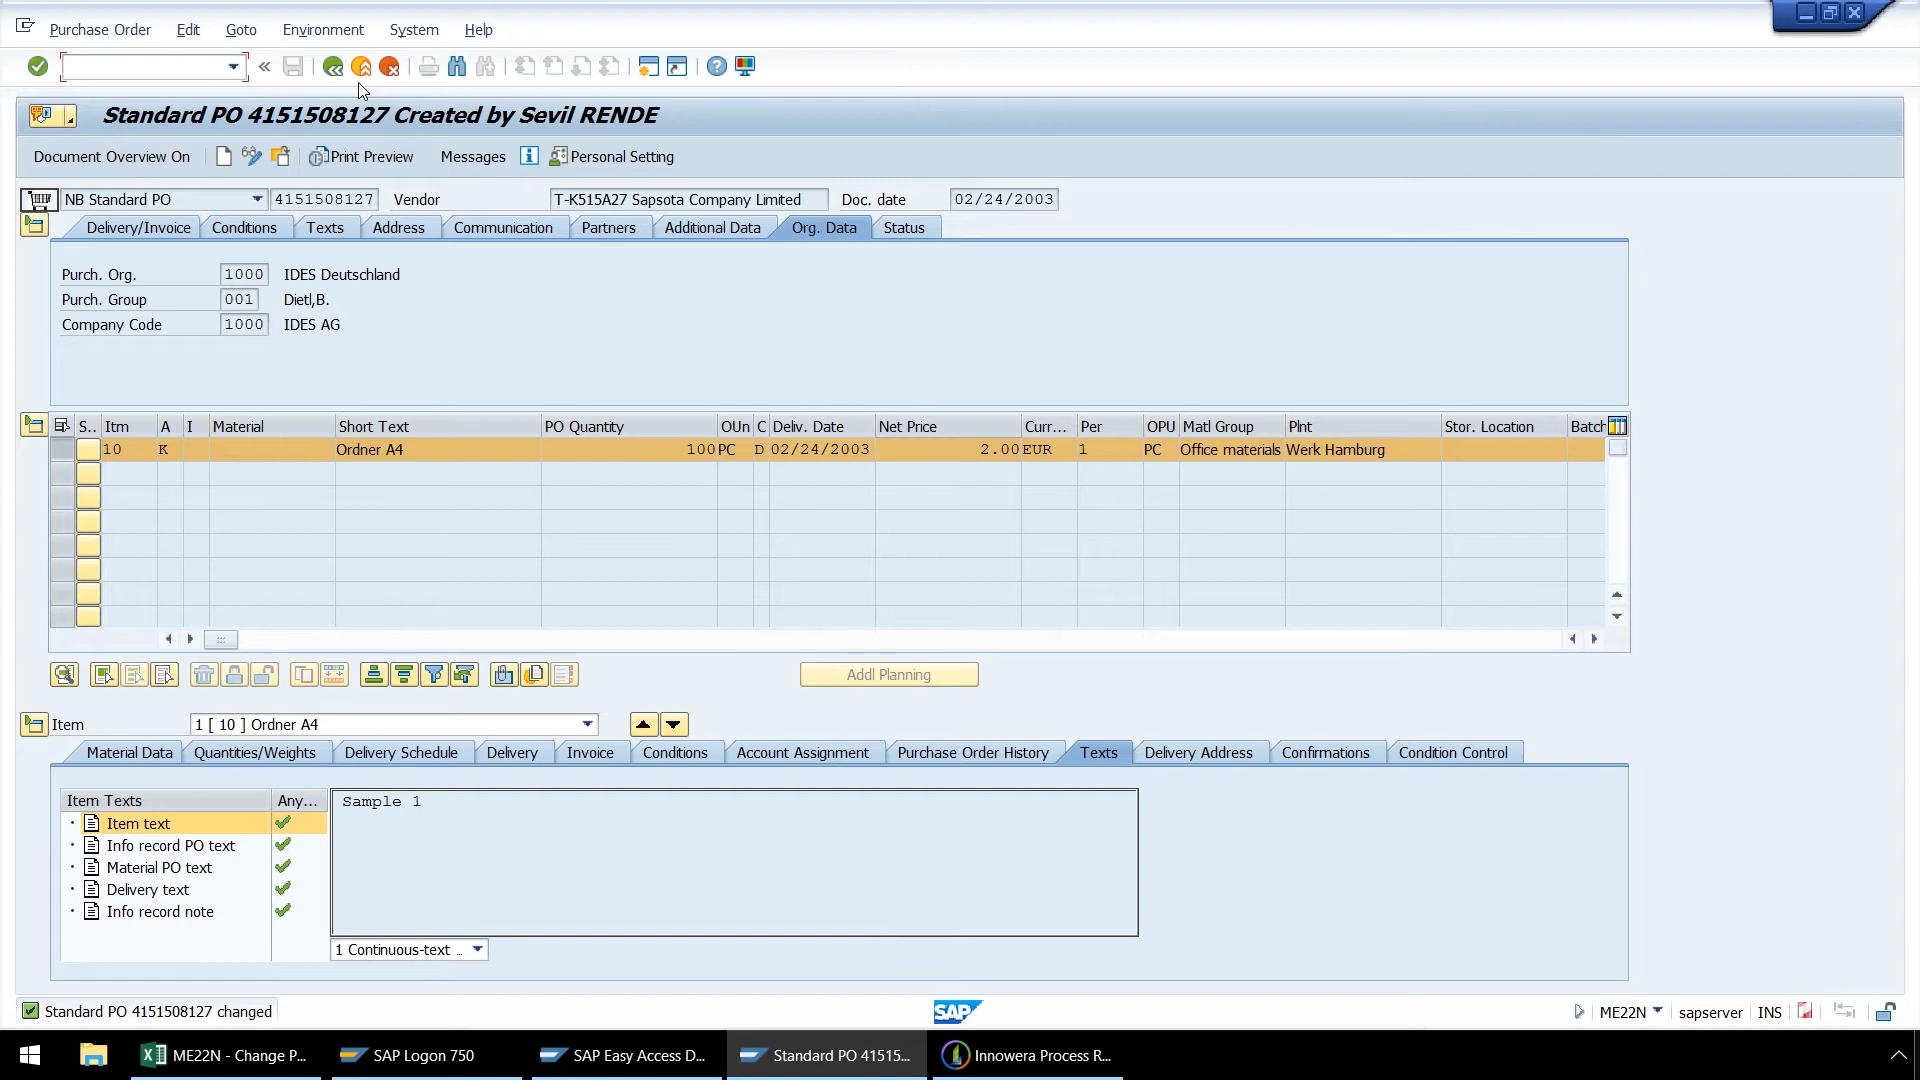 Purchase Order Edit Goto Environment System Help
Standard PO 4151508127 Created by Sevil RENDE
Document Overview On Print Preview Messages Personal Setting
NB Standard PO 4151508127 Vendor T-K515A27 Sapsota Company Limited Doc. date 02/24/2003
Delivery/Invoice Conditions Texts Address Communication Partners Additional Data Org. Data Status
Purch. Org. 1000 IDES Deutschland
Purch. Group 001 Dietl,B.
Company Code 1000 IDES AG
S.. Itm A I Material Short Text PO Quantity OUn C Deliv. Date Net Price Curr... Per OPU Matl Group Plnt Stor. Location Batch
10 K Ordner A4 100 PC D 02/24/2003 2.00 EUR 1 PC Office materials Werk Hamburg
Addl Planning
Item 1 [ 10 ] Ordner A4
Material Data Quantities/Weights Delivery Schedule Delivery Invoice Conditions Account Assignment Purchase Order History Texts Delivery Address Confirmations Condition Control
Item Texts Any... Sample 1
Item text
Info record PO text
Material PO text
Delivery text
Info record note
1 Continuous-text ..
Standard PO 4151508127 changed SAP ME22N sapserver INS
ME22N - Change P... SAP Logon 750 SAP Easy Access D... Standard PO 41515... Innowera Process R...